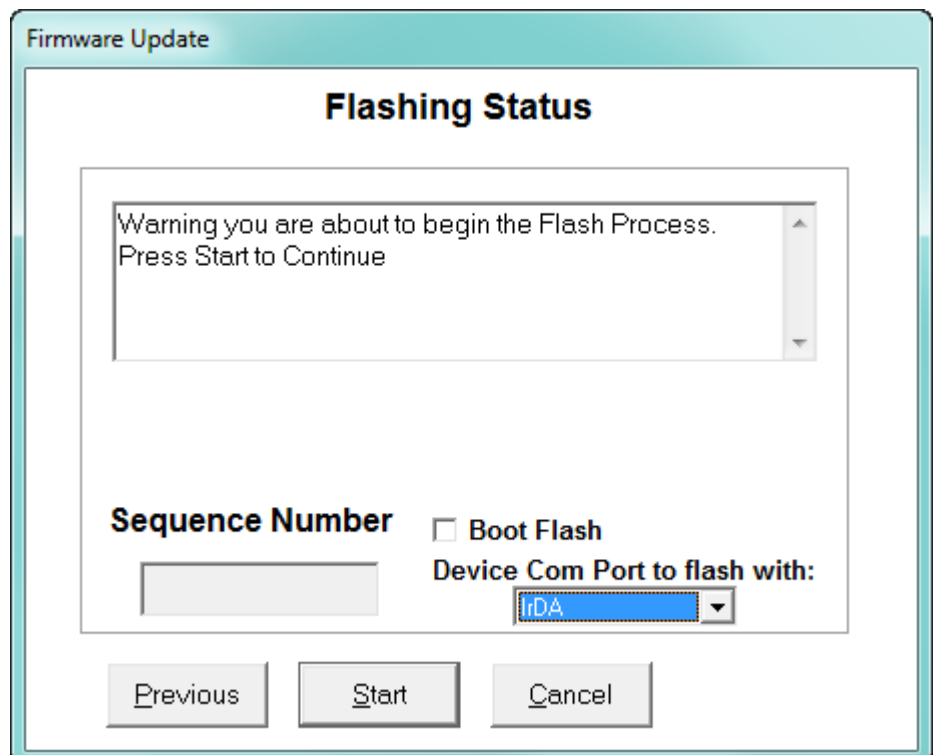 Firmware Update
Flashing Status
Warning you are about to begin the Flash Process.
Press Start to Continue
Sequence Number
Boot Flash
Device Com Port to flash with:
IrDA
Previous
Start
Cancel